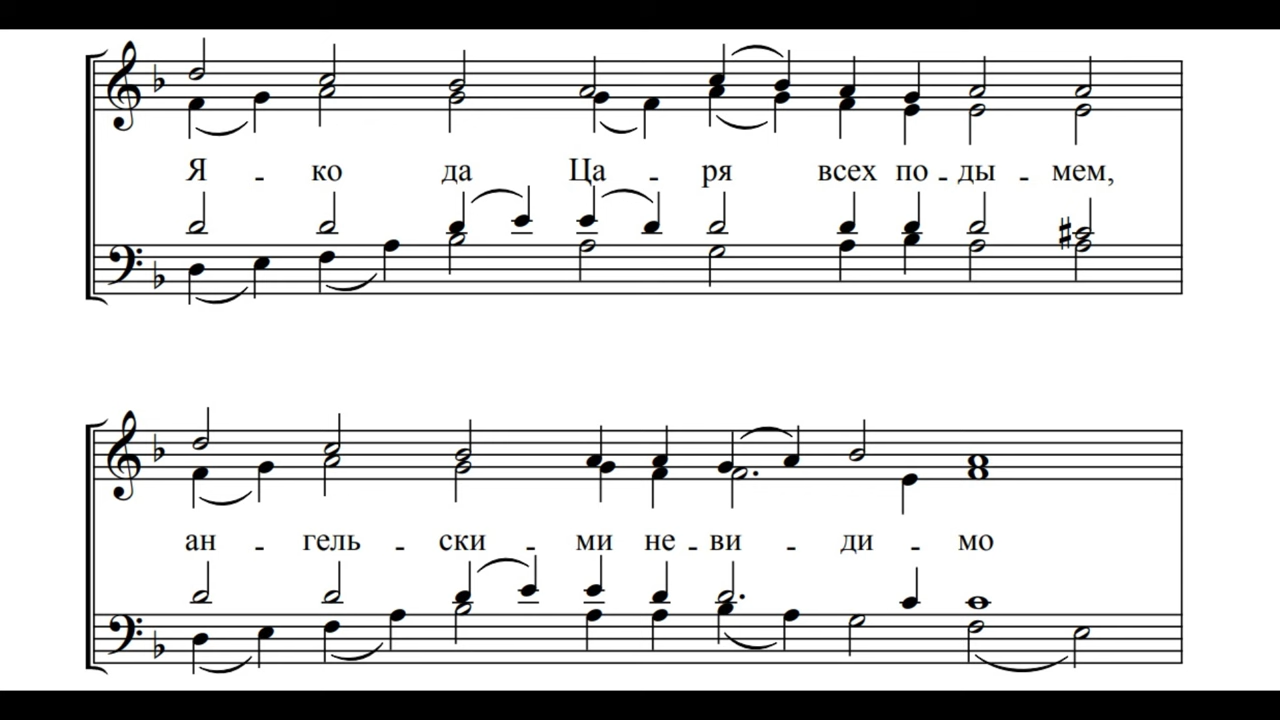 Я - ко да Ца - ря всех по - ды - мем,
ан - гель - ски - ми не - ви - ди - мо